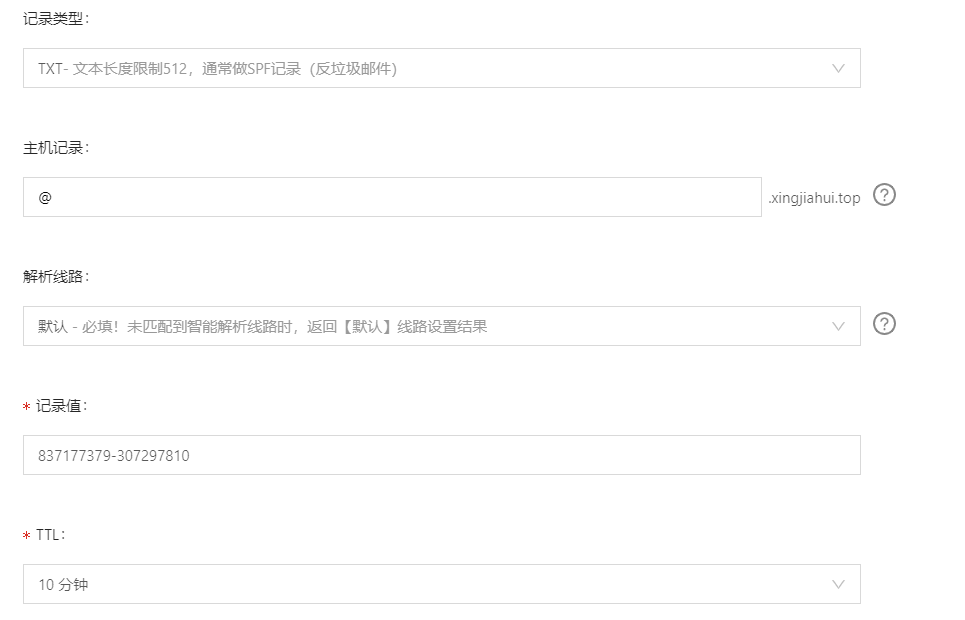 记录类型：
TXT- 文本长度限制512，通常做SPF记录（反垃圾邮件）
主机记录：
@ .xingjiahui.top ?
解析线路：
默认 - 必填！未匹配到智能解析线路时，返回【默认】线路设置结果 ?
* 记录值：
837177379-307297810
* TTL：
10 分钟